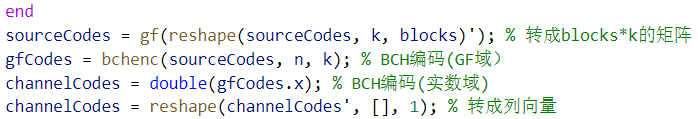 end
sourceCodes = gf(reshape(sourceCodes, k, blocks)'); % 转成blocks*k的矩阵
gfCodes = bchenc(sourceCodes, n, k); % BCH编码(GF域）
channelCodes = double(gfCodes.x); % BCH编码(实数域)
channelCodes = reshape(channelCodes', [], 1); % 转成列向量